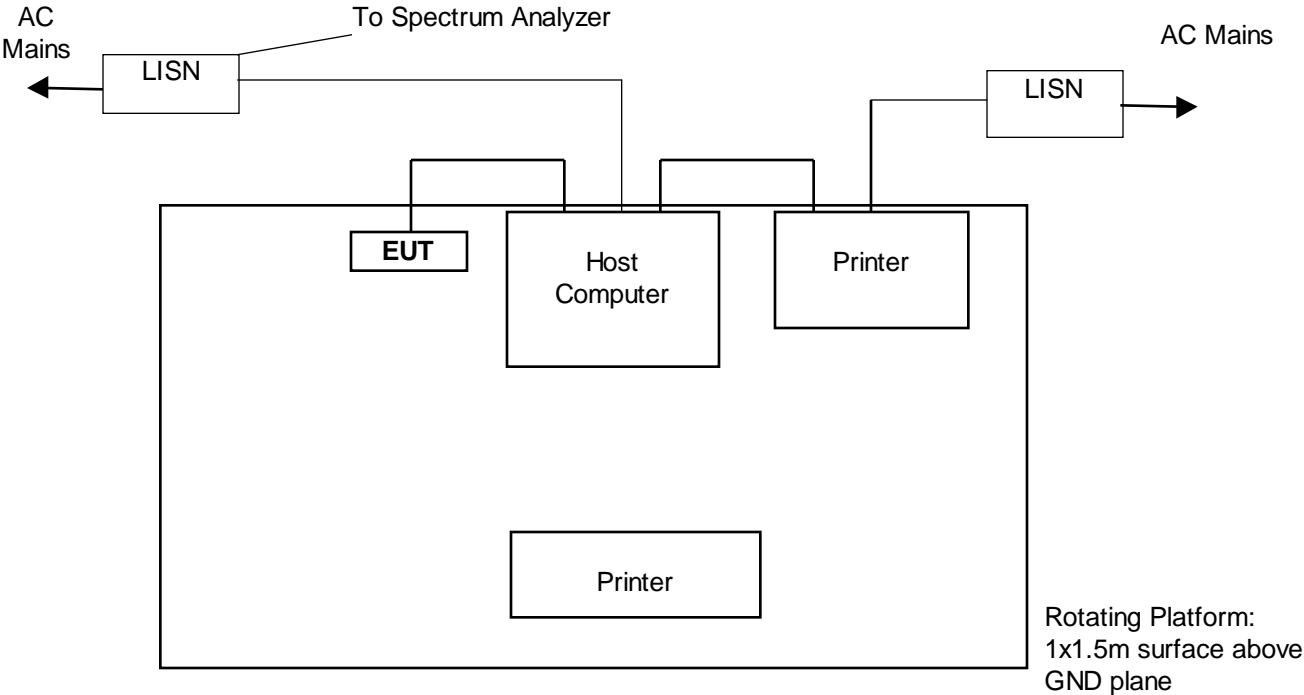 AC
Mains
To Spectrum Analyzer
AC Mains
LISN
LISN
EUT
Host
Computer
Printer
Printer
Rotating Platform:
1x1.5m surface above
GND plane